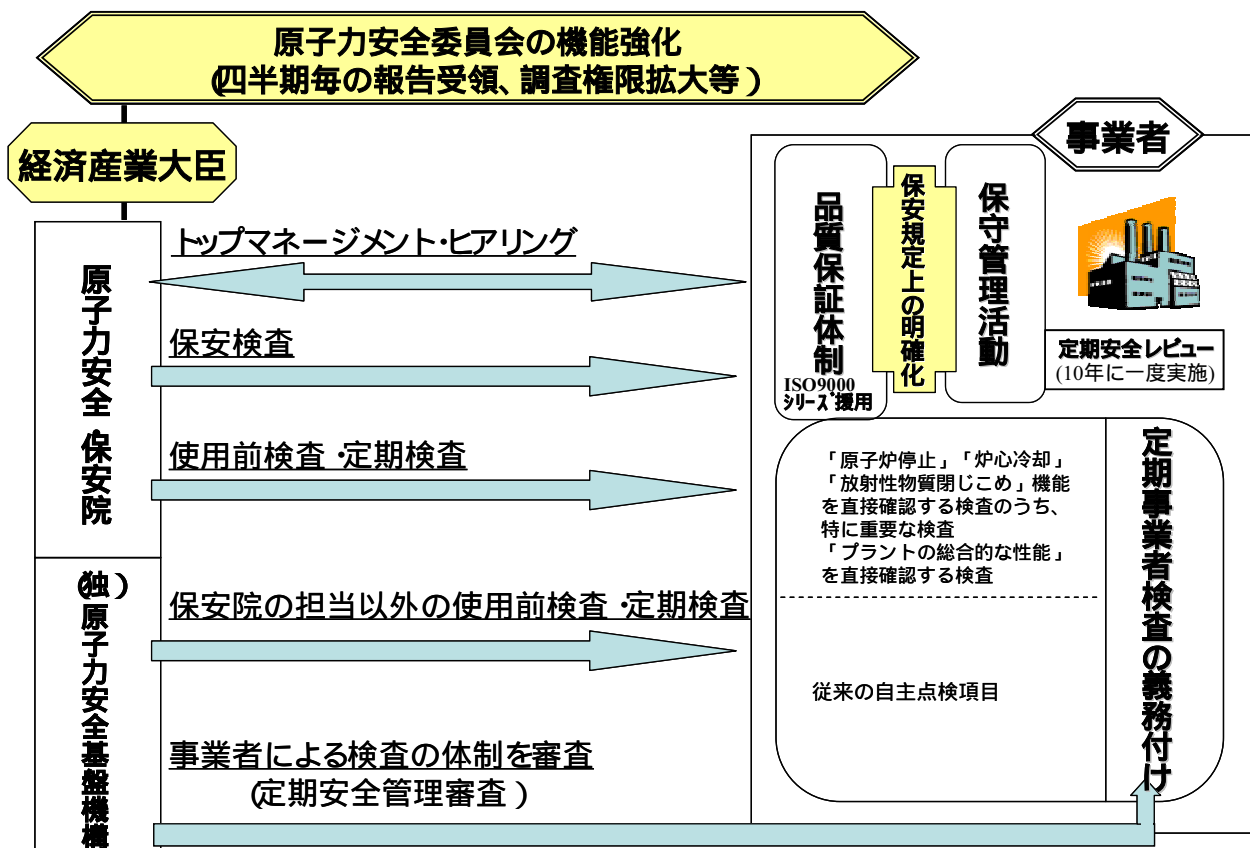 原子力安全委員会の機能強化
(四半期毎の報告受領、調査権限拡大等)
経済産業大臣
事業者
原子力安全・保安院
トップマネージメント・ヒアリング
保安検査
使用前検査・定期検査
(独)原子力安全基盤機構
保安院の担当以外の使用前検査・定期検査
事業者による検査の体制を審査
(定期安全管理審査)
品質保証体制
ISO9000
シリーズ援用
保安規定上の明確化
保守管理活動
定期安全レビュー
(10年に一度実施)
「原子炉停止」「炉心冷却」
「放射性物質閉じこめ」機能
を直接確認する検査のうち、
特に重要な検査
「プラントの総合的な性能」
を直接確認する検査
従来の自主点検項目
定期事業者検査の義務付け